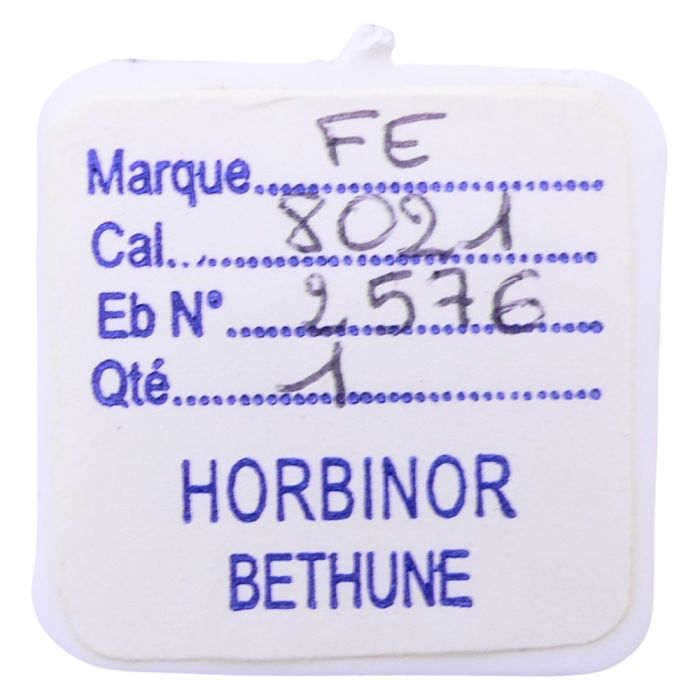 Marque FE
Cal. 8021
Eb N° 2576
Qté 1
HORBINOR
BETHUNE